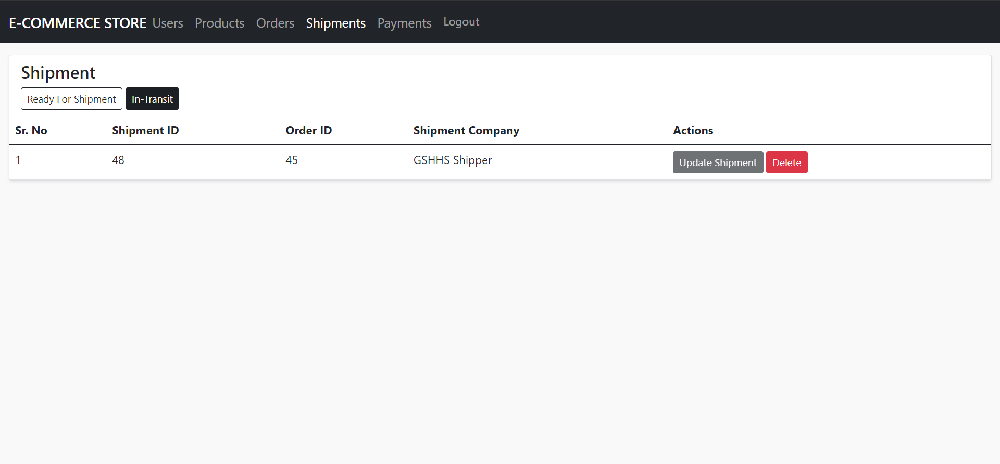 E-COMMERCE STORE Users Products Orders Shipments Payments Logout
Shipment
Ready For Shipment In-Transit
Sr. No Shipment ID Order ID Shipment Company Actions
1 48 45 GSHHS Shipper Update Shipment Delete